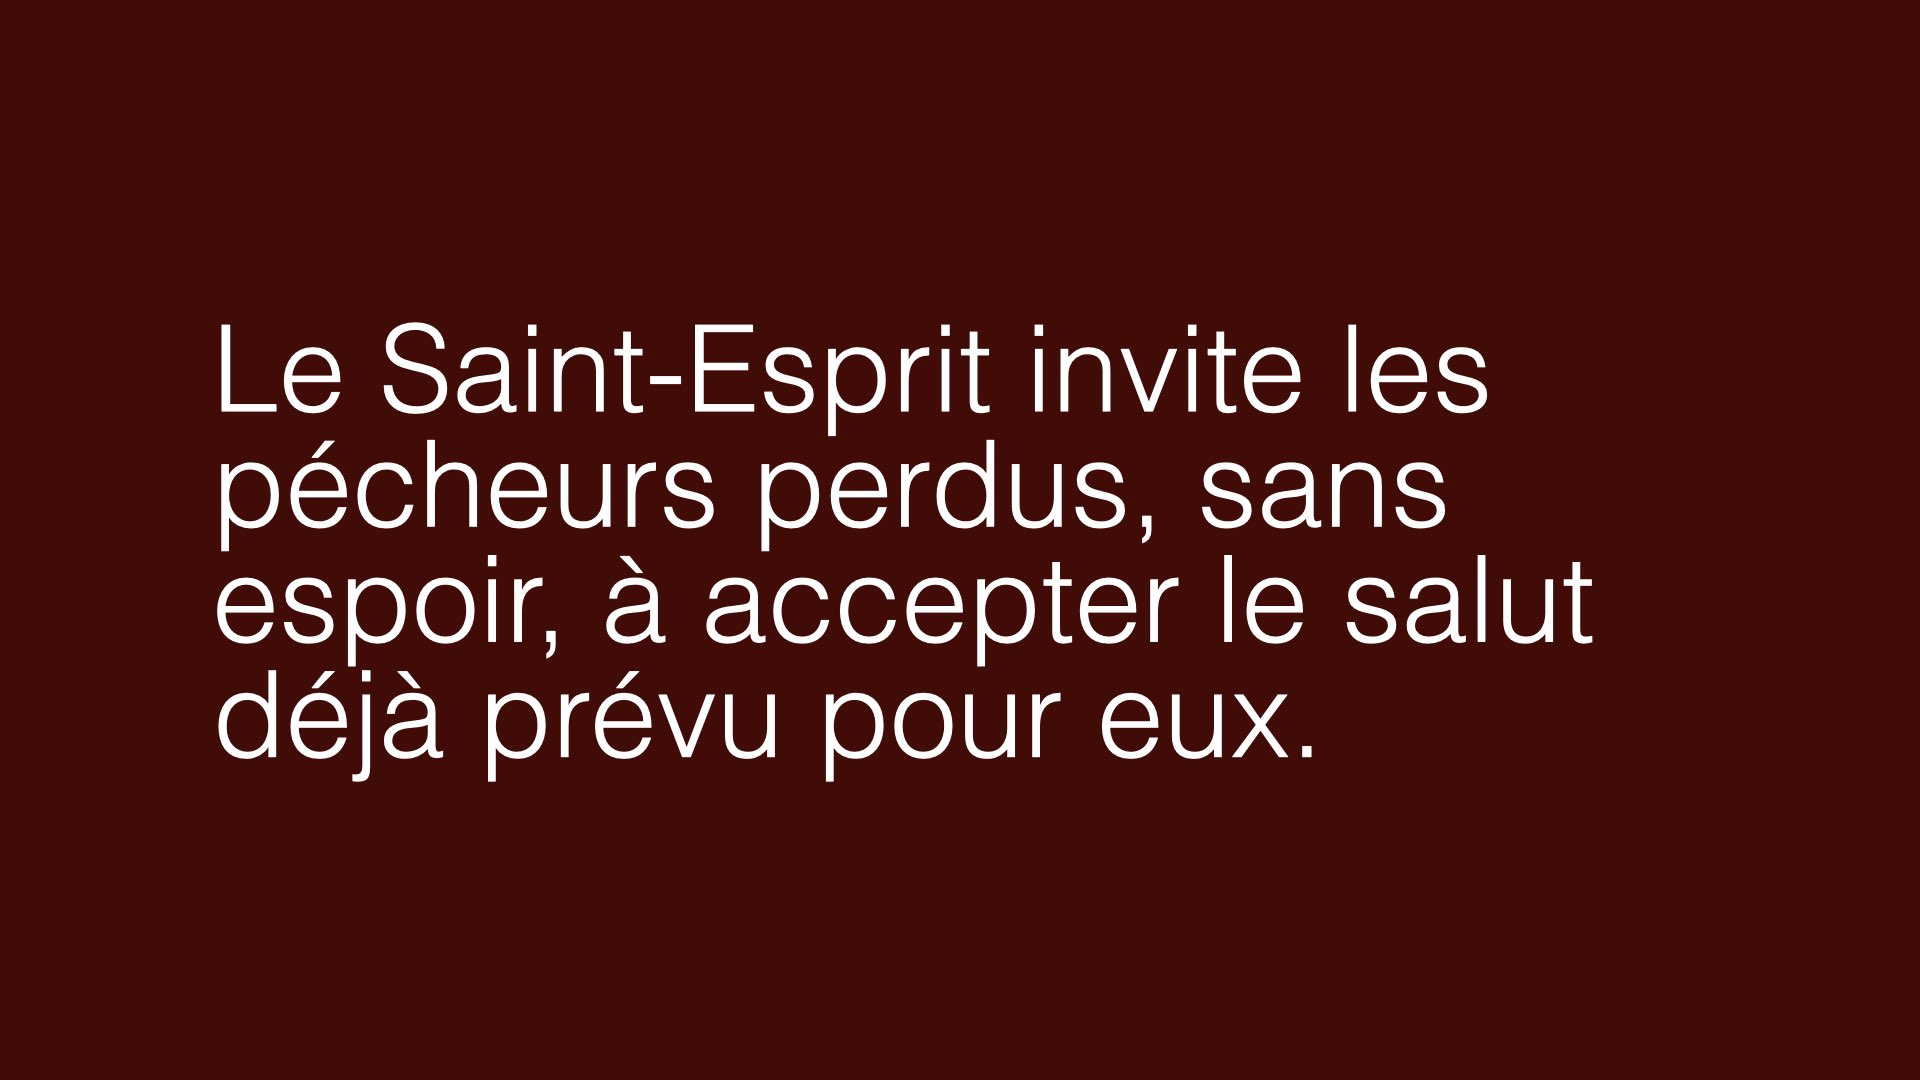 Le Saint-Esprit invite les
pécheurs perdus, sans
espoir, à accepter le salut
déjà prévu pour eux.